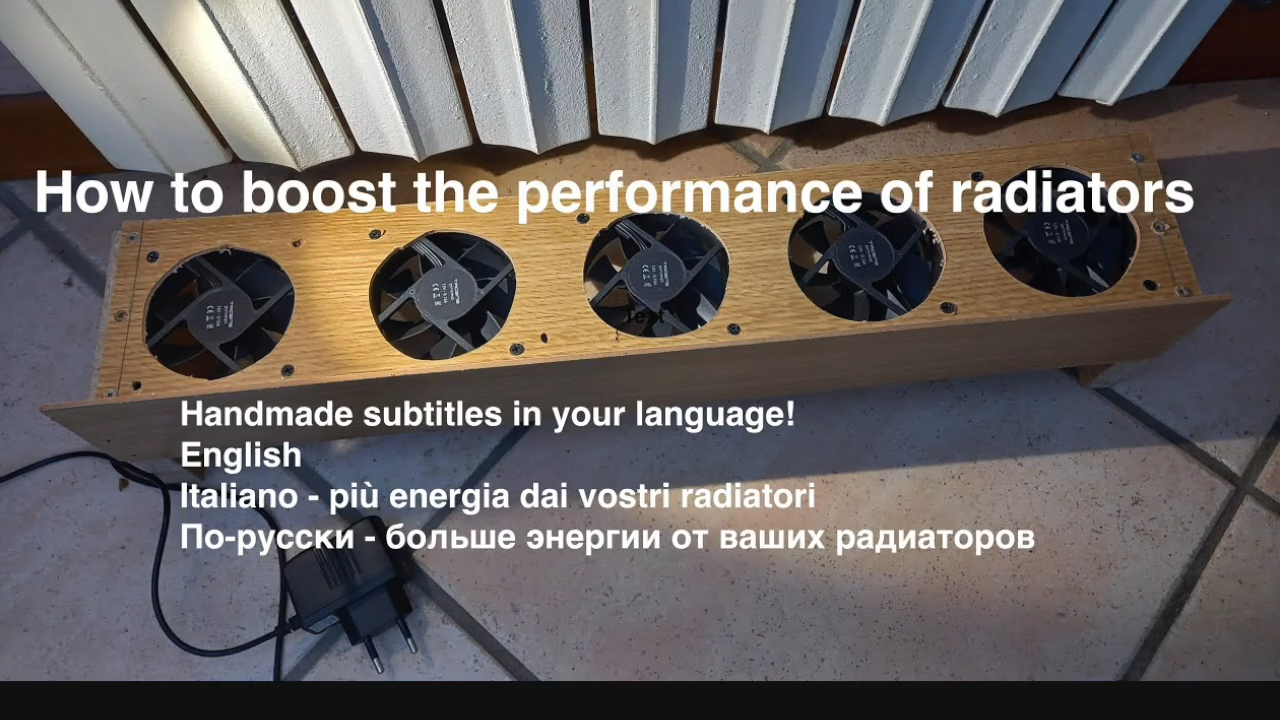 How to boost the performance of radiators
Text
Handmade subtitles in your language!
English
Italiano - più energia dai vostri radiatori
По-русски - больше энергии от ваших радиаторов